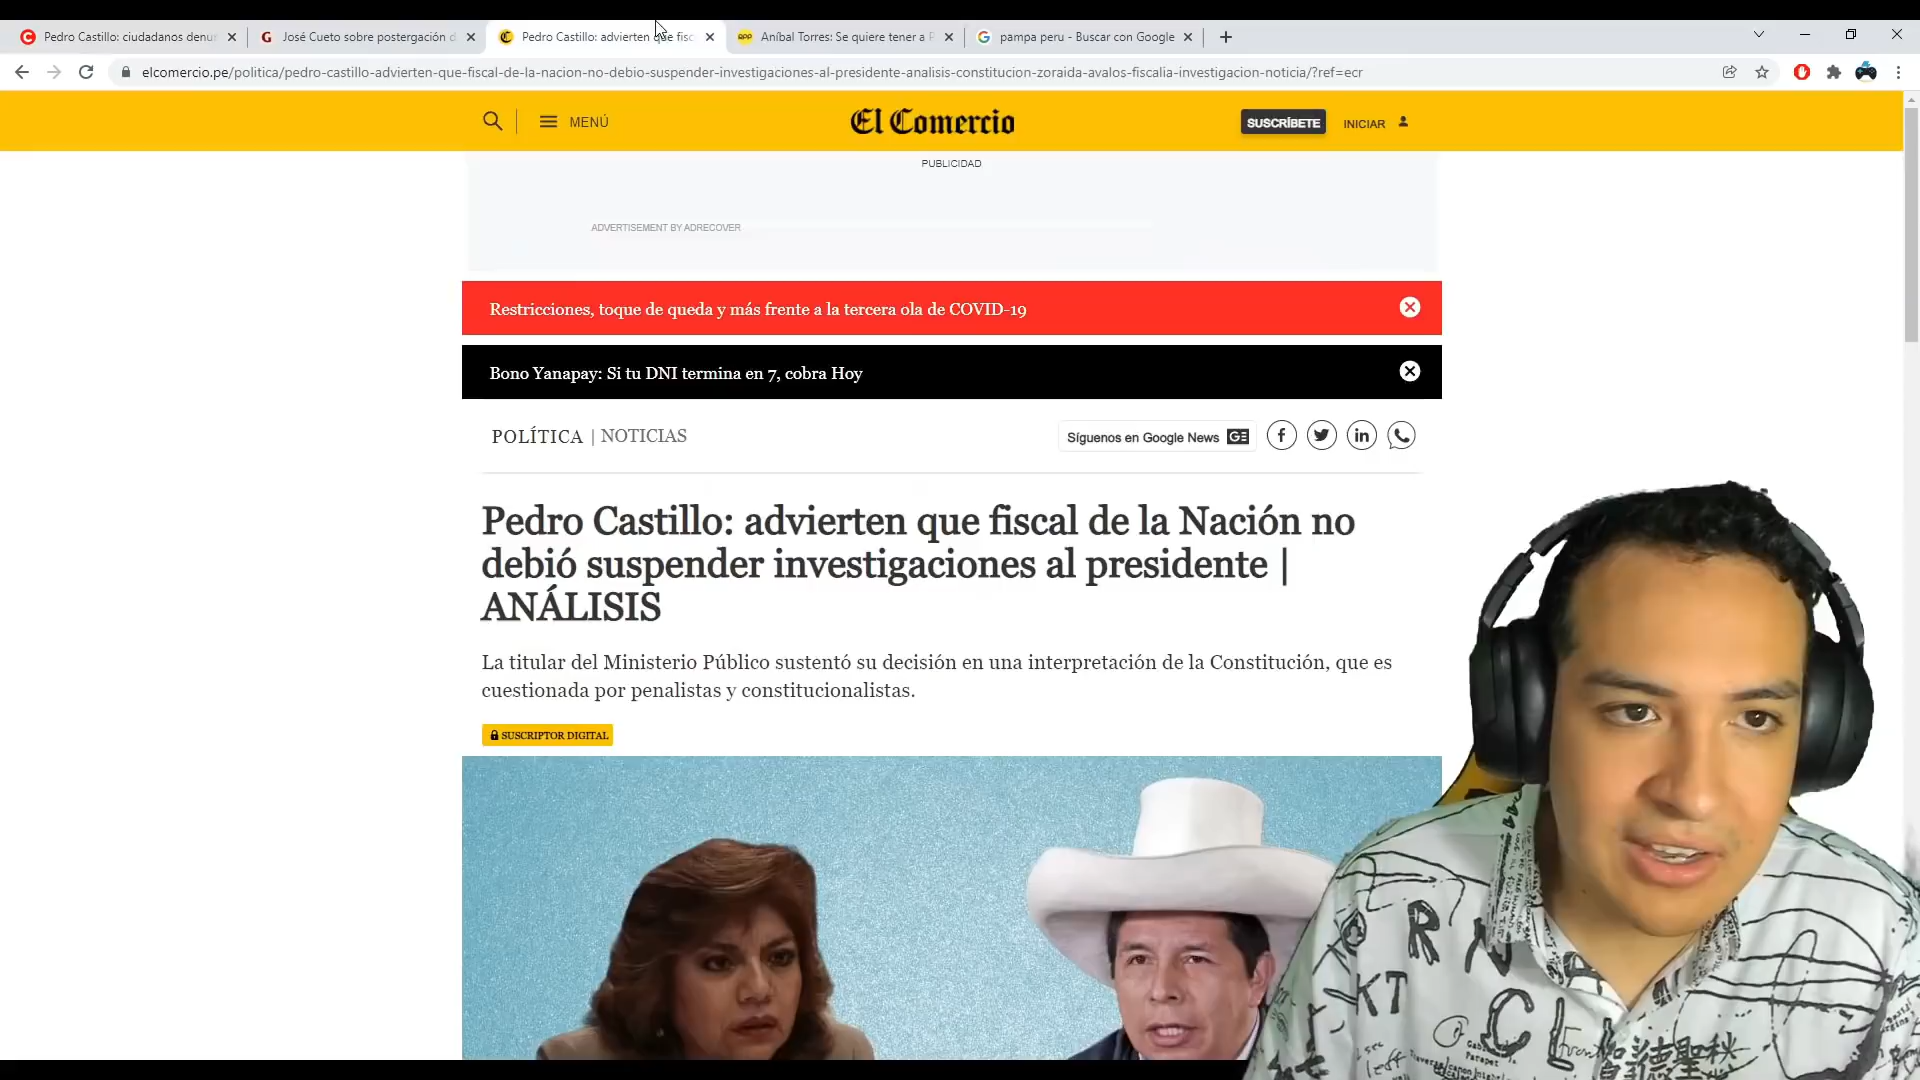 Pedro Castillo: ciudadanos denun
José Cueto sobre postergación d
Pedro Castillo: advierten que fisc
Aníbal Torres: Se quiere tener a P
pampa peru - Buscar con Google
elcomercio.pe/politica/pedro-castillo-advierten-que-fiscal-de-la-nacion-no-debio-suspender-investigaciones-al-presidente-analisis-constitucion-zoraida-avalos-fiscalia-investigacion-noticia/?ref=ecr
MENÚ
El Comercio
SUSCRÍBETE
INICIAR
PUBLICIDAD
ADVERTISEMENT BY ADRECOVER
Restricciones, toque de queda y más frente a la tercera ola de COVID-19
Bono Yanapay: Si tu DNI termina en 7, cobra Hoy
POLÍTICA | NOTICIAS
Síguenos en Google News
Pedro Castillo: advierten que fiscal de la Nación no
debió suspender investigaciones al presidente |
ANÁLISIS
La titular del Ministerio Público sustentó su decisión en una interpretación de la Constitución, que es
cuestionada por penalistas y constitucionalistas.
SUSCRIPTOR DIGITAL